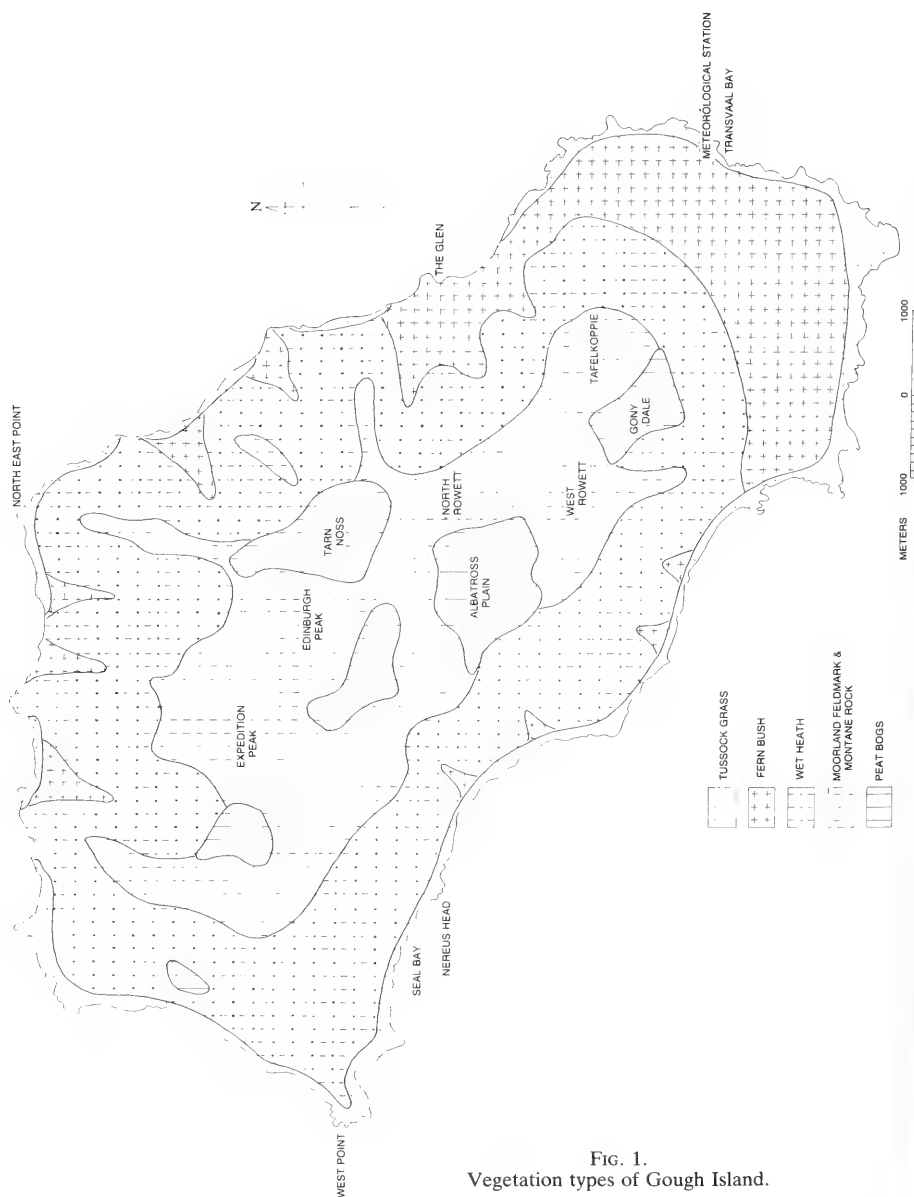 NORTH EAST POINT
N
THE GLEN
METEOROLOGICAL STATION
TRANSVAAL BAY
TARN
NOSS
NORTH
ROWETT
TAFELKOPPIE
GONY
DALE
WEST
ROWETT
ALBATROSS
PLAIN
EDINBURGH
PEAK
EXPEDITION
PEAK
SEAL BAY
NEREUS HEAD
WEST POINT
1000
0
1000
METERS
TUSSOCK GRASS
FERN BUSH
WET HEATH
MOORLAND FELDMARK &
MONTANE ROCK
PEAT BOGS
FIG. 1.
Vegetation types of Gough Island.